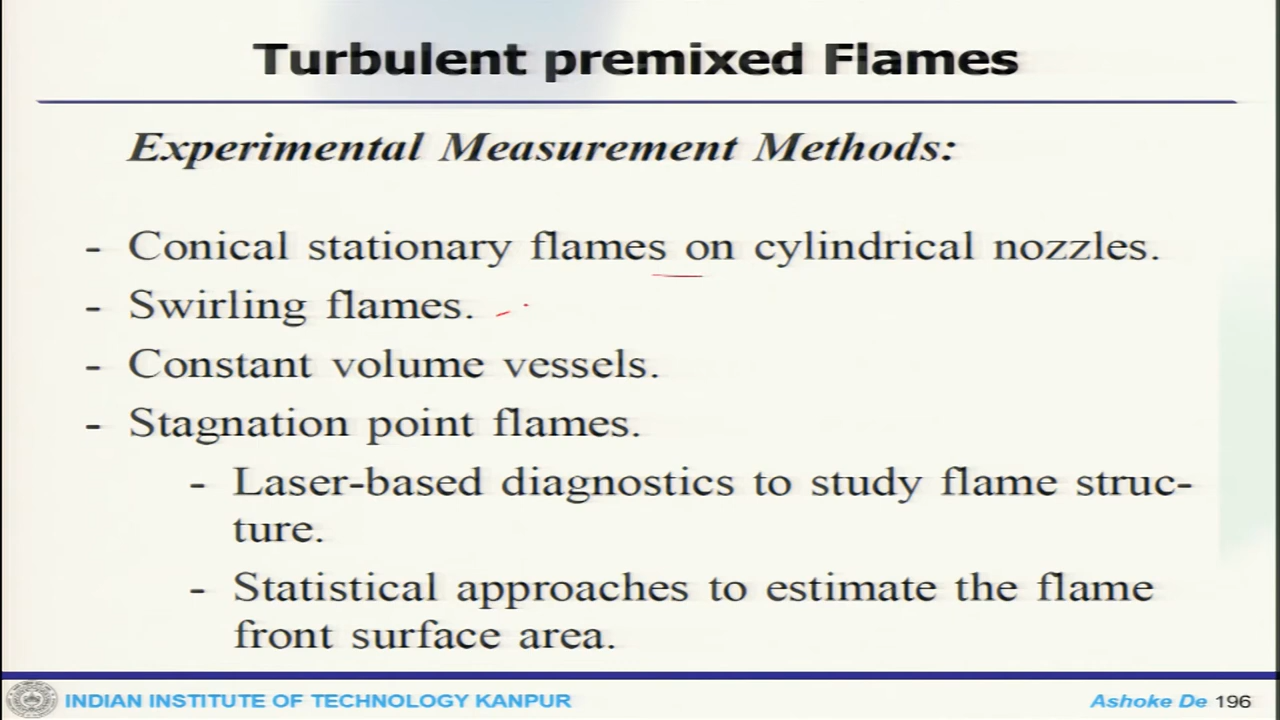 Turbulent premixed Flames
Experimental Measurement Methods:
- Conical stationary flames on cylindrical nozzles.
- Swirling flames.
- Constant volume vessels.
- Stagnation point flames.
- Laser-based diagnostics to study flame struc-
ture.
- Statistical approaches to estimate the flame
front surface area.
INDIAN INSTITUTE OF TECHNOLOGY KANPUR
Ashoke De 196